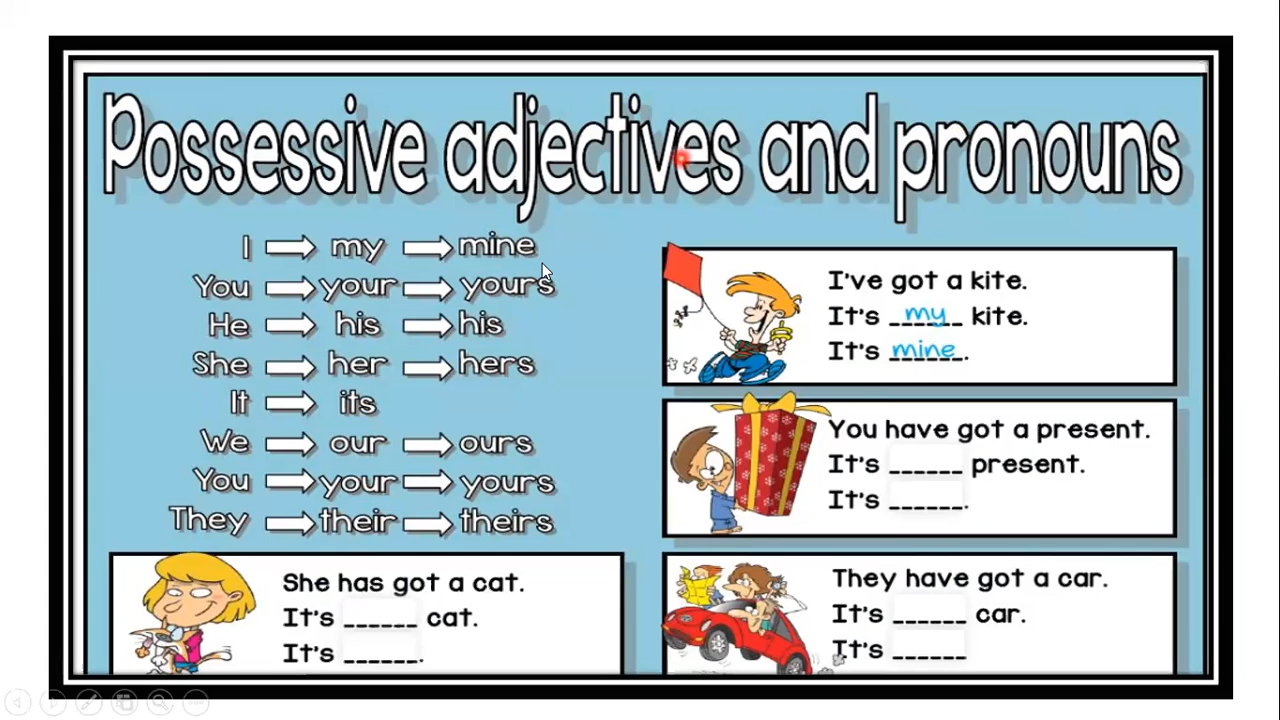 Possessive adjectives and pronouns
I my mine
You your yours
He his his
She her hers
It its
We our ours
You your yours
They their theirs
I've got a kite.
It's my kite.
It's mine.
You have got a present.
It's ______ present.
It's ______.
She has got a cat.
It's ______ cat.
It's ______.
They have got a car.
It's ______ car.
It's ______